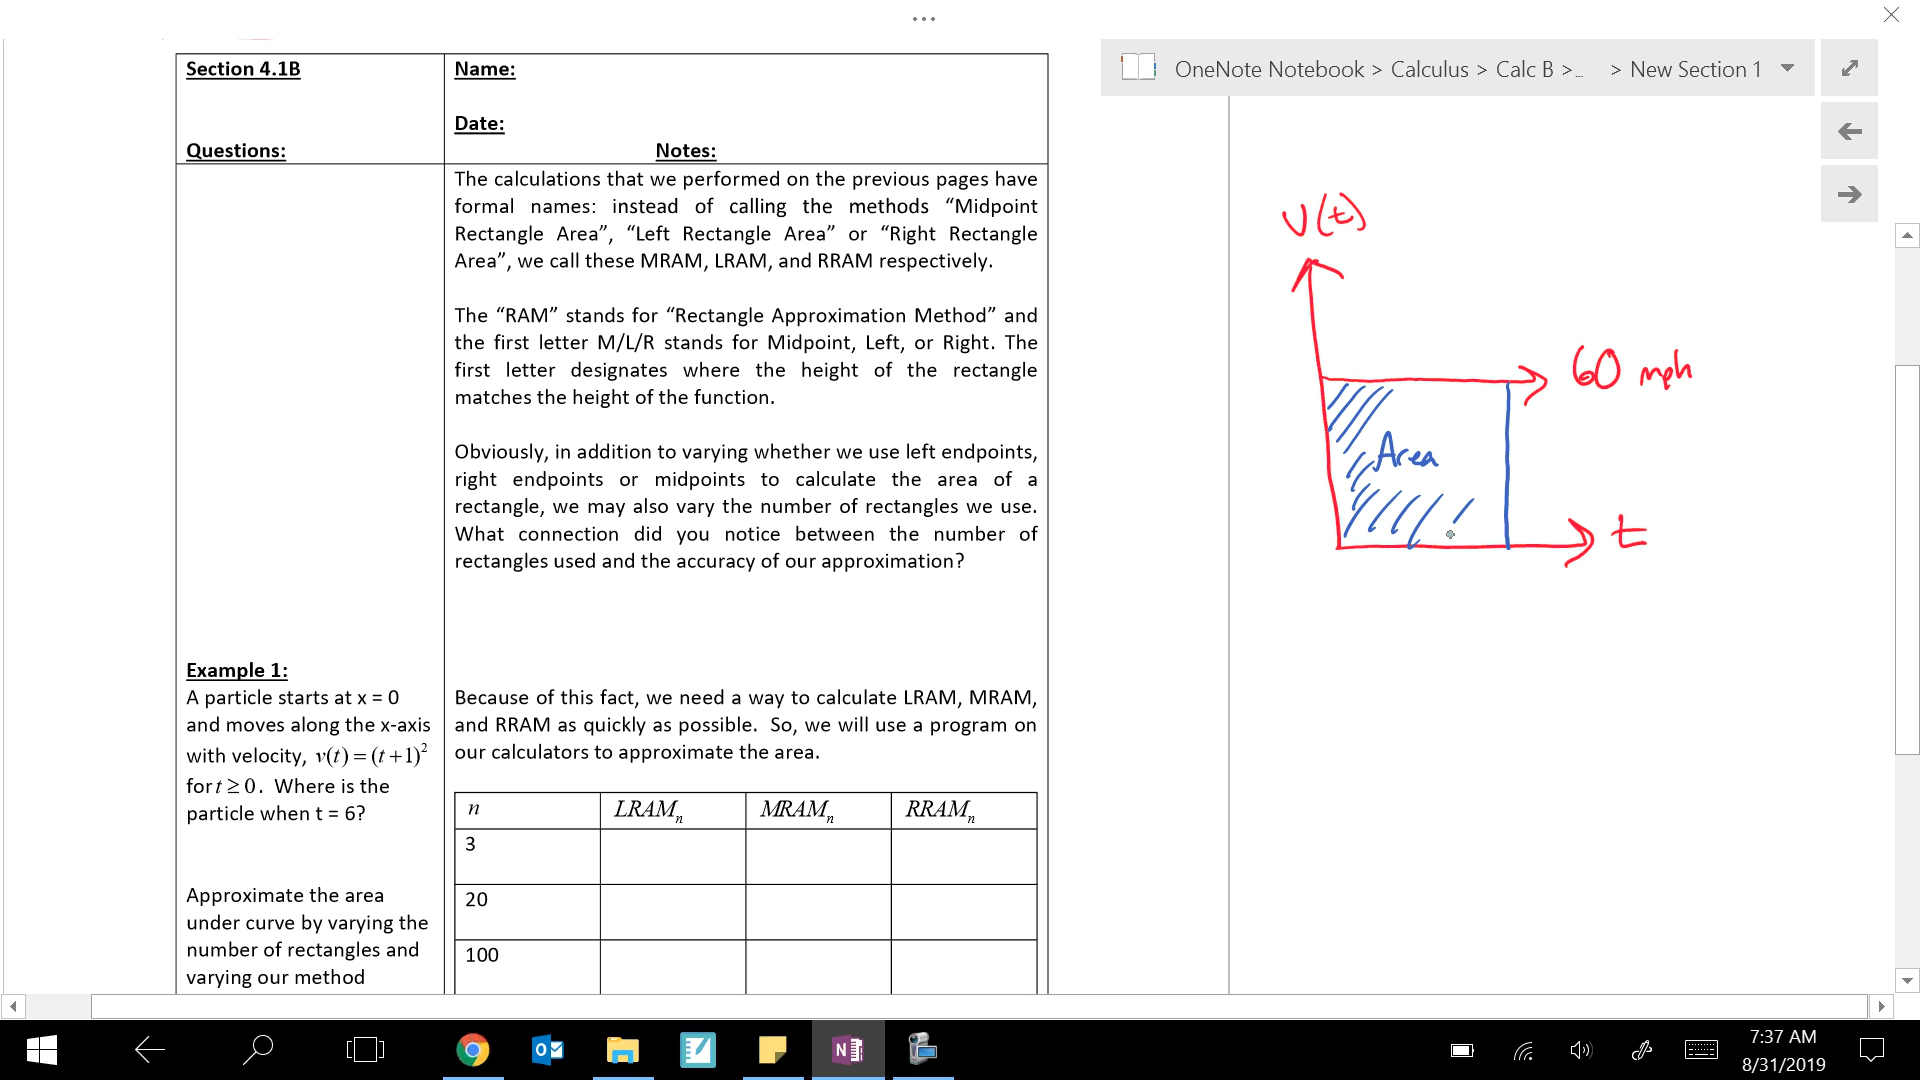 OneNote Notebook > Calculus > Calc B >... > New Section 1
Section 4.1B
Name:
Date:
Questions:
Notes:
The calculations that we performed on the previous pages have
formal names: instead of calling the methods “Midpoint
Rectangle Area”, “Left Rectangle Area” or “Right Rectangle
Area”, we call these MRAM, LRAM, and RRAM respectively.
The “RAM” stands for “Rectangle Approximation Method” and
the first letter M/L/R stands for Midpoint, Left, or Right. The
first letter designates where the height of the rectangle
matches the height of the function.
Obviously, in addition to varying whether we use left endpoints,
right endpoints or midpoints to calculate the area of a
rectangle, we may also vary the number of rectangles we use.
What connection did you notice between the number of
rectangles used and the accuracy of our approximation?
Example 1:
A particle starts at x = 0
and moves along the x-axis
with velocity, v(t) = (t+1)²
for t ≥ 0. Where is the
particle when t = 6?
Approximate the area
under curve by varying the
number of rectangles and
varying our method
Because of this fact, we need a way to calculate LRAM, MRAM,
and RRAM as quickly as possible. So, we will use a program on
our calculators to approximate the area.
n LRAMₙ MRAMₙ RRAMₙ
3
20
100
v(t)
60 mph
Area
t
7:37 AM
8/31/2019